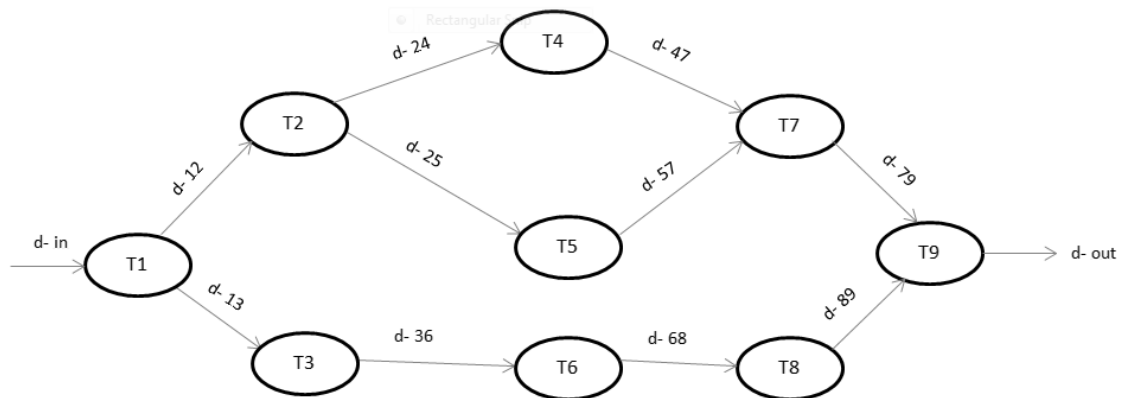 Rectangular Snip
d- 24
T4
d- 47
T2
T7
d- 12
d- 25
d- 57
d- 79
d- in
T1
T5
T9
d- out
d- 13
d- 89
T3
d- 36
T6
d- 68
T8